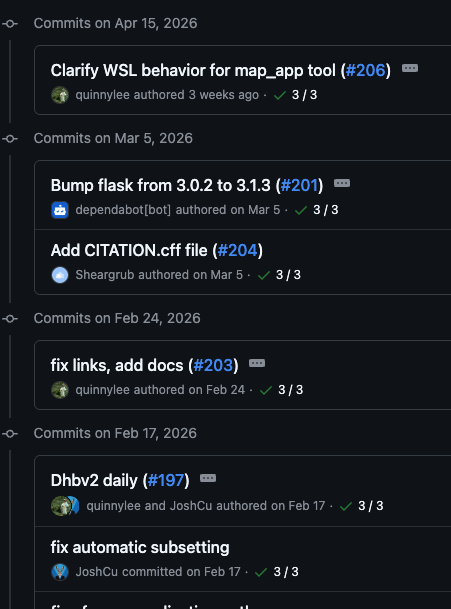 Commits on Apr 15, 2026
Clarify WSL behavior for map_app tool (#206)
quinnylee authored 3 weeks ago · 3 / 3
Commits on Mar 5, 2026
Bump flask from 3.0.2 to 3.1.3 (#201)
dependabot[bot] authored on Mar 5 · 3 / 3
Add CITATION.cff file (#204)
Sheargrub authored on Mar 5 · 3 / 3
Commits on Feb 24, 2026
fix links, add docs (#203)
quinnylee authored on Feb 24 · 3 / 3
Commits on Feb 17, 2026
Dhbv2 daily (#197)
quinnylee and JoshCu authored on Feb 17 · 3 / 3
fix automatic subsetting
JoshCu committed on Feb 17 · 3 / 3